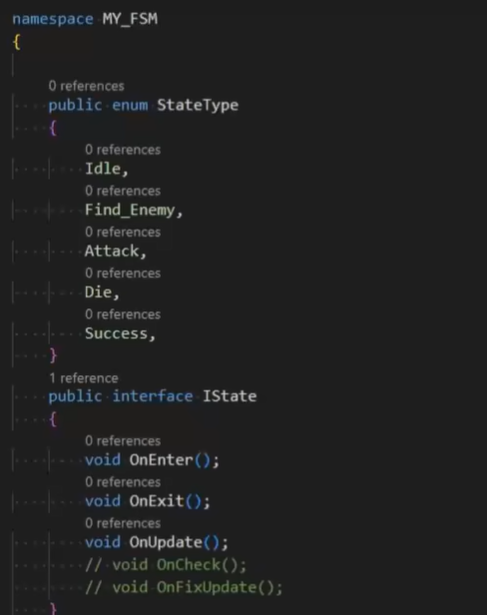 namespace MY_FSM
{
0 references
public enum StateType
{
0 references
Idle,
0 references
Find_Enemy,
0 references
Attack,
0 references
Die,
0 references
Success,
}
1 reference
public interface IState
{
0 references
void OnEnter();
0 references
void OnExit();
0 references
void OnUpdate();
// void OnCheck();
// void OnFixUpdate();
}